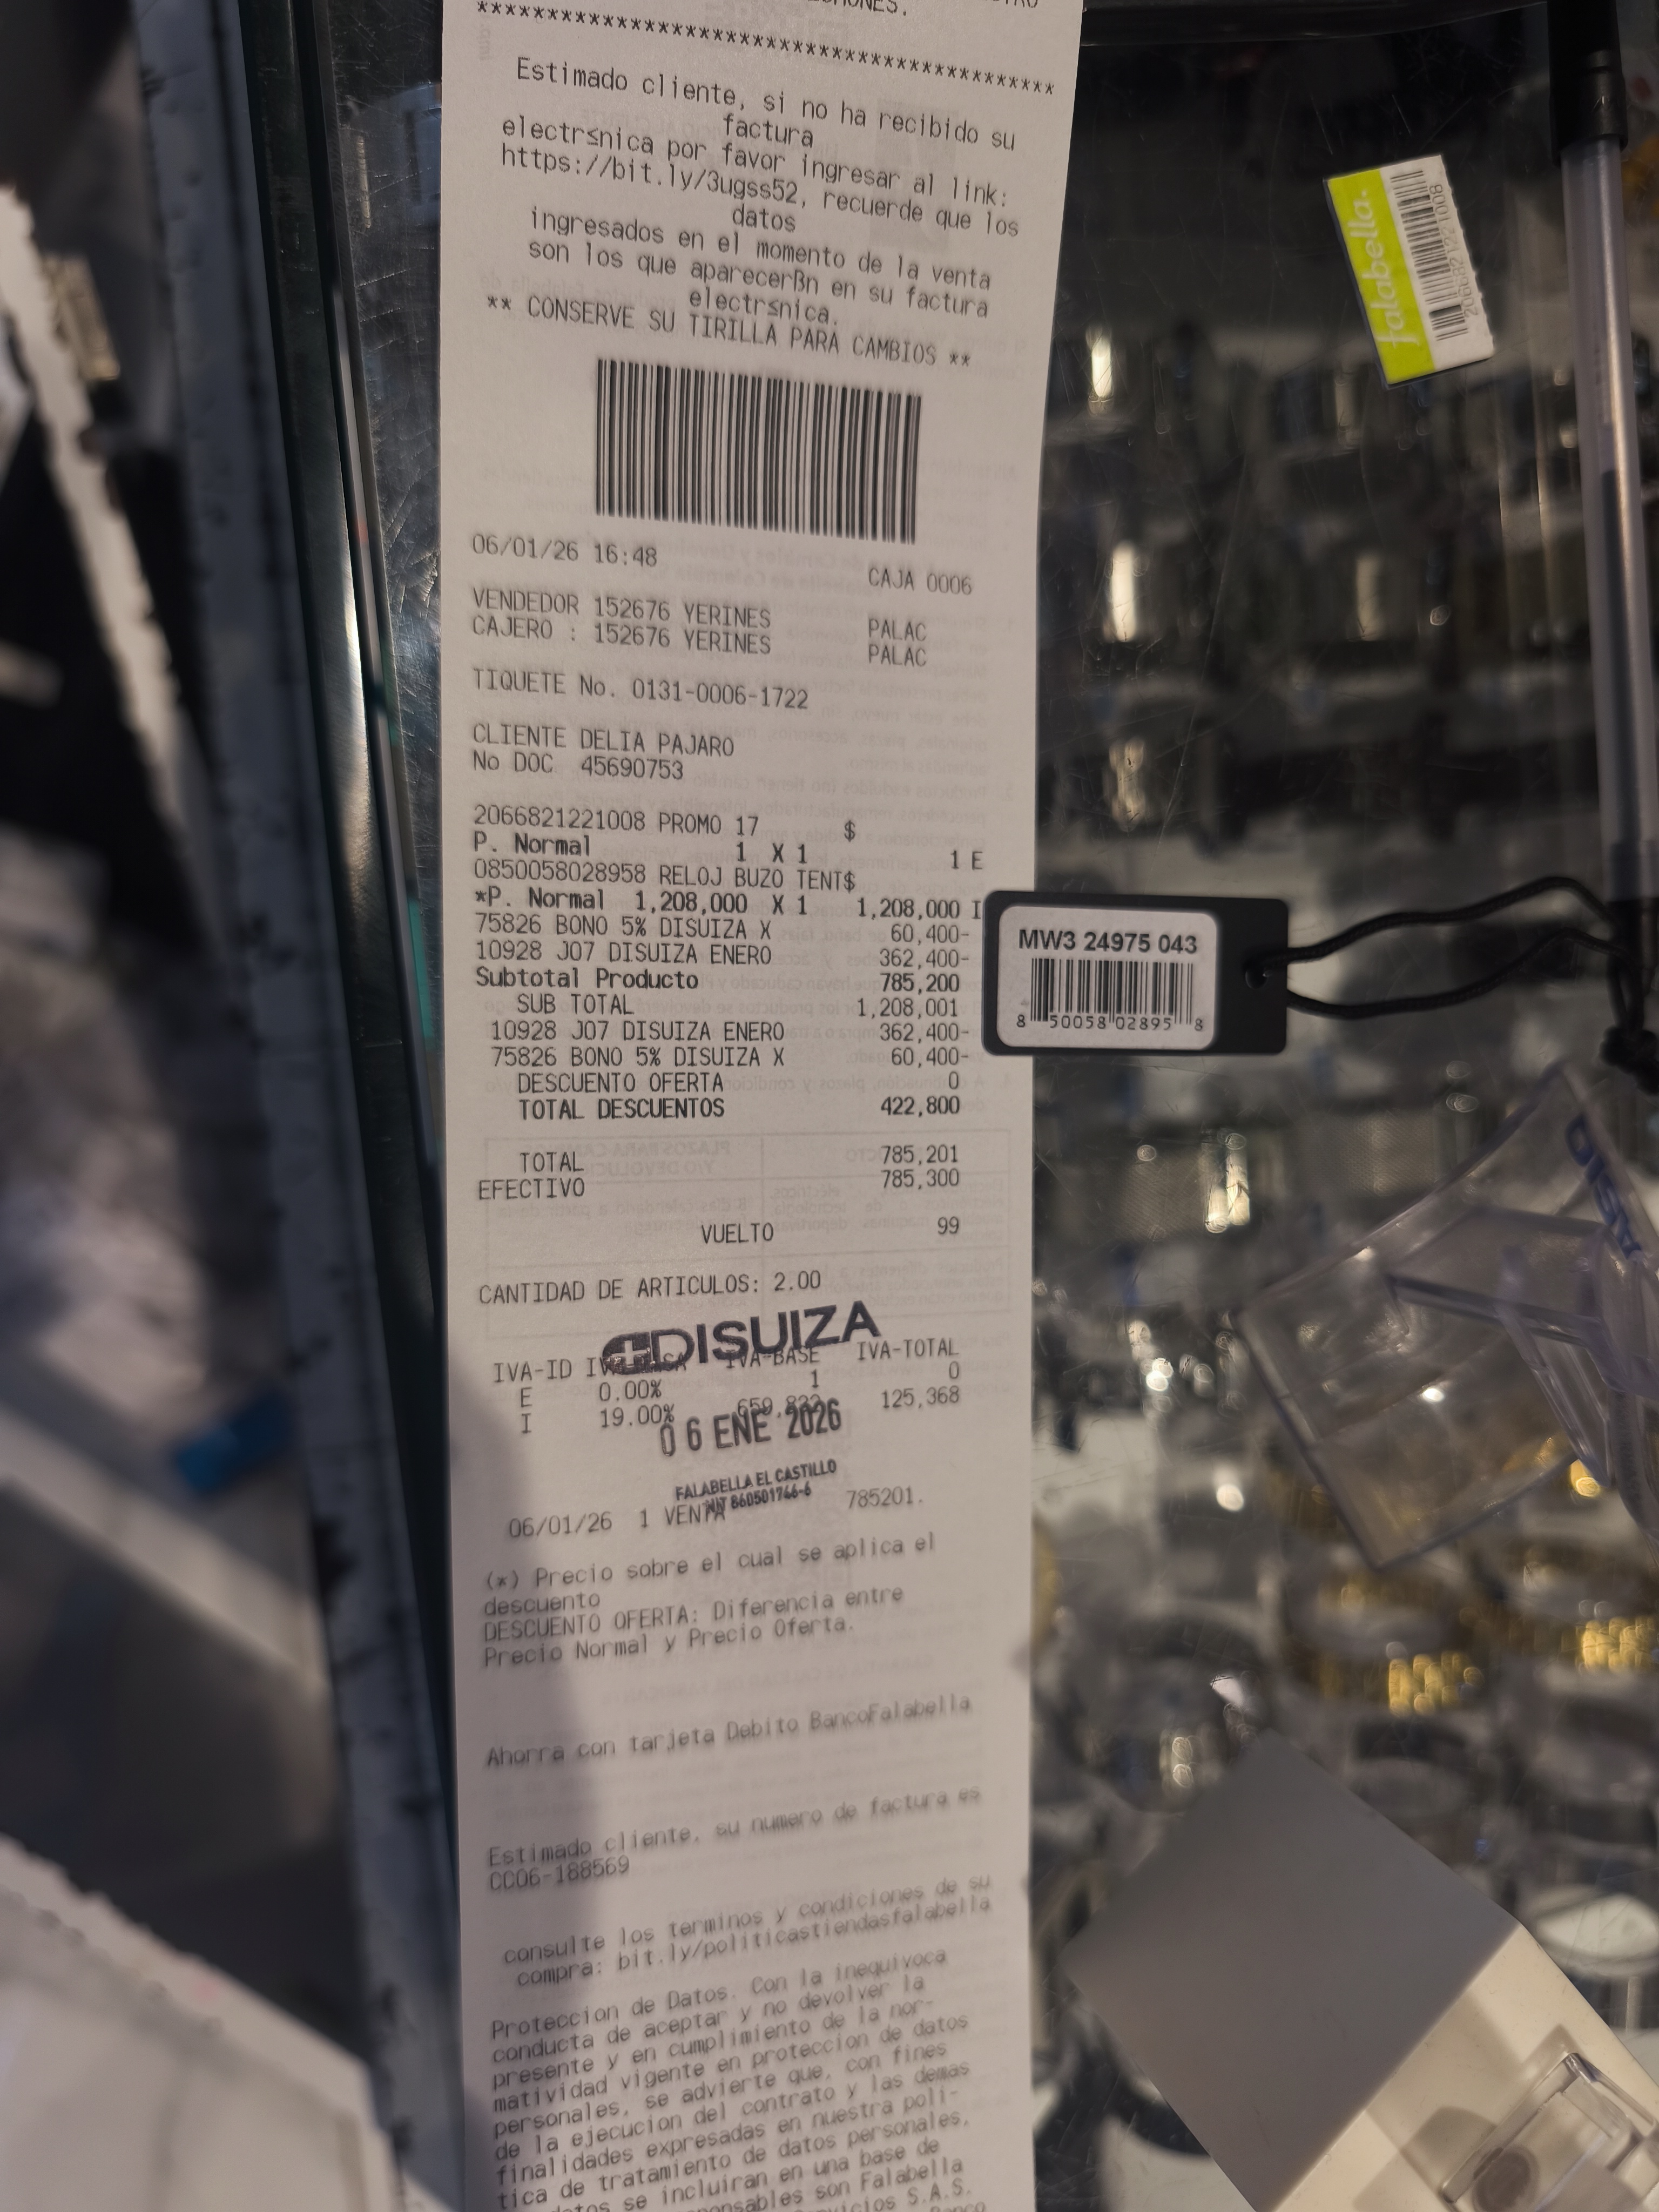 ONES.
******************************************
Estimado cliente, si no ha recibido su
factura
electr≤nica por favor ingresar al link:
https://bit.ly/3ugss52, recuerde que los
datos
ingresados en el momento de la venta
son los que aparecerßn en su factura
electr≤nica.
** CONSERVE SU TIRILLA PARA CAMBIOS **
06/01/26 16:48 CAJA 0006
VENDEDOR 152676 YERINES PALAC
CAJERO : 152676 YERINES PALAC
TIQUETE No. 0131-0006-1722
CLIENTE DELIA PAJARO
No DOC 45690753
2066821221008 PROMO 17 $
P. Normal 1 X 1 1 E
0850058028958 RELOJ BUZO TENT$
*P. Normal 1,208,000 X 1 1,208,000 I
75826 BONO 5% DISUIZA X 60,400-
10928 J07 DISUIZA ENERO 362,400-
Subtotal Producto 785,200
SUB TOTAL 1,208,001
10928 J07 DISUIZA ENERO 362,400-
75826 BONO 5% DISUIZA X 60,400-
DESCUENTO OFERTA 0
TOTAL DESCUENTOS 422,800
TOTAL 785,201
EFECTIVO 785,300
VUELTO 99
CANTIDAD DE ARTICULOS: 2.00
DISUIZA
IVA-ID IVA-BASE IVA-TOTAL
E 0.00% 1 0
I 19.00% 125,368
06 ENE 2026
FALABELLA EL CASTILLO
NIT 860501766-6
06/01/26 1 VENTA 785201.
(*) Precio sobre el cual se aplica el
descuento
DESCUENTO OFERTA: Diferencia entre
Precio Normal y Precio Oferta.
Ahorra con tarjeta Debito BancoFalabella
Estimado cliente, su numero de factura es
CC06-188569
consulte los terminos y condiciones de su
compra: bit.ly/politicastiendasfalabella
Proteccion de Datos. Con la inequivoca
conducta de aceptar y no devolver la
presente y en cumplimiento de la nor-
matividad vigente en proteccion de datos
personales, se advierte que, con fines
de la ejecucion del contrato y las demas
finalidades expresadas en nuestra poli-
tica de tratamiento de datos personales,
se incluiran en una base de
son Falabella
S.A.S.
falabella.
2066821221008
MW3 24975 043
8 50058 02895 8